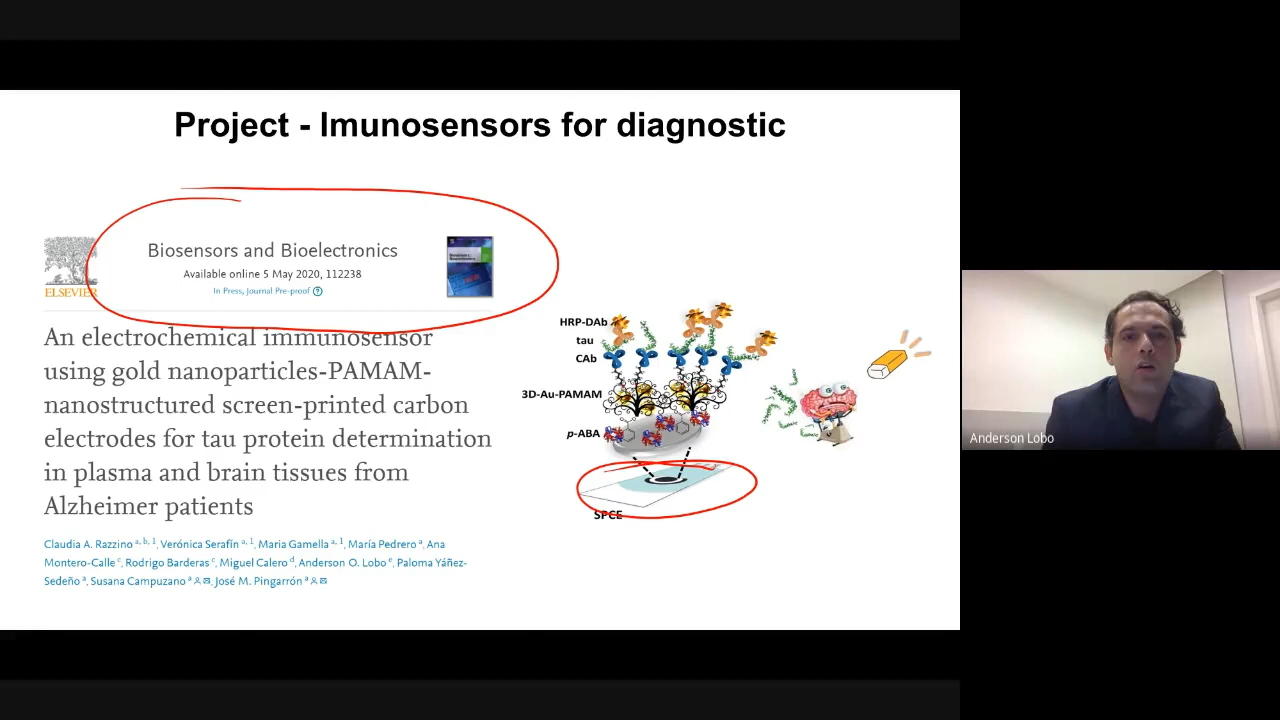 Project - Imunosensors for diagnostic
ELSEVIER
Biosensors and Bioelectronics
Available online 5 May 2020, 112238
In Press, Journal Pre-proof ?
An electrochemical immunosensor
using gold nanoparticles-PAMAM-
nanostructured screen-printed carbon
electrodes for tau protein determination
in plasma and brain tissues from
Alzheimer patients
Claudia A. Razzino a, b, 1, Verónica Serafín a, 1, Maria Gamella a, 1, María Pedrero a, Ana
Montero-Calle c, Rodrigo Barderas c, Miguel Calero d, Anderson O. Lobo e, Paloma Yáñez-
Sedeño a, Susana Campuzano a, José M. Pingarrón a
HRP-DAb
tau
CAb
3D-Au-PAMAM
p-ABA
SPCE
Anderson Lobo